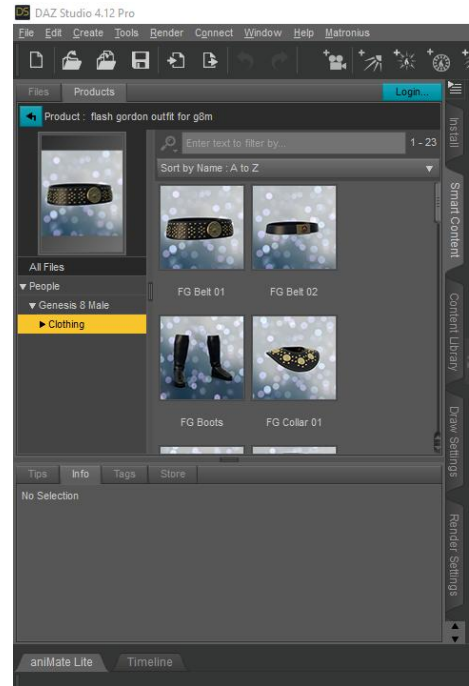 DS DAZ Studio 4.12 Pro
File Edit Create Tools Render Connect Window Help Matronius
Files Products Login...
Product : flash gordon outfit for g8m
Enter text to filter by... 1 - 23
Sort by Name : A to Z
All Files
People
Genesis 8 Male
Clothing
FG Belt 01 FG Belt 02
FG Boots FG Collar 01
Tips Info Tags Store
No Selection
Install
Smart Content
Content Library
Draw Settings
Render Settings
aniMate Lite Timeline